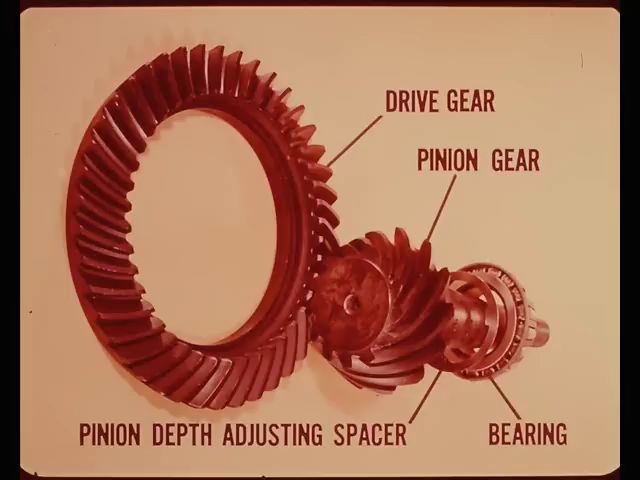 DRIVE GEAR
PINION GEAR
PINION DEPTH ADJUSTING SPACER
BEARING